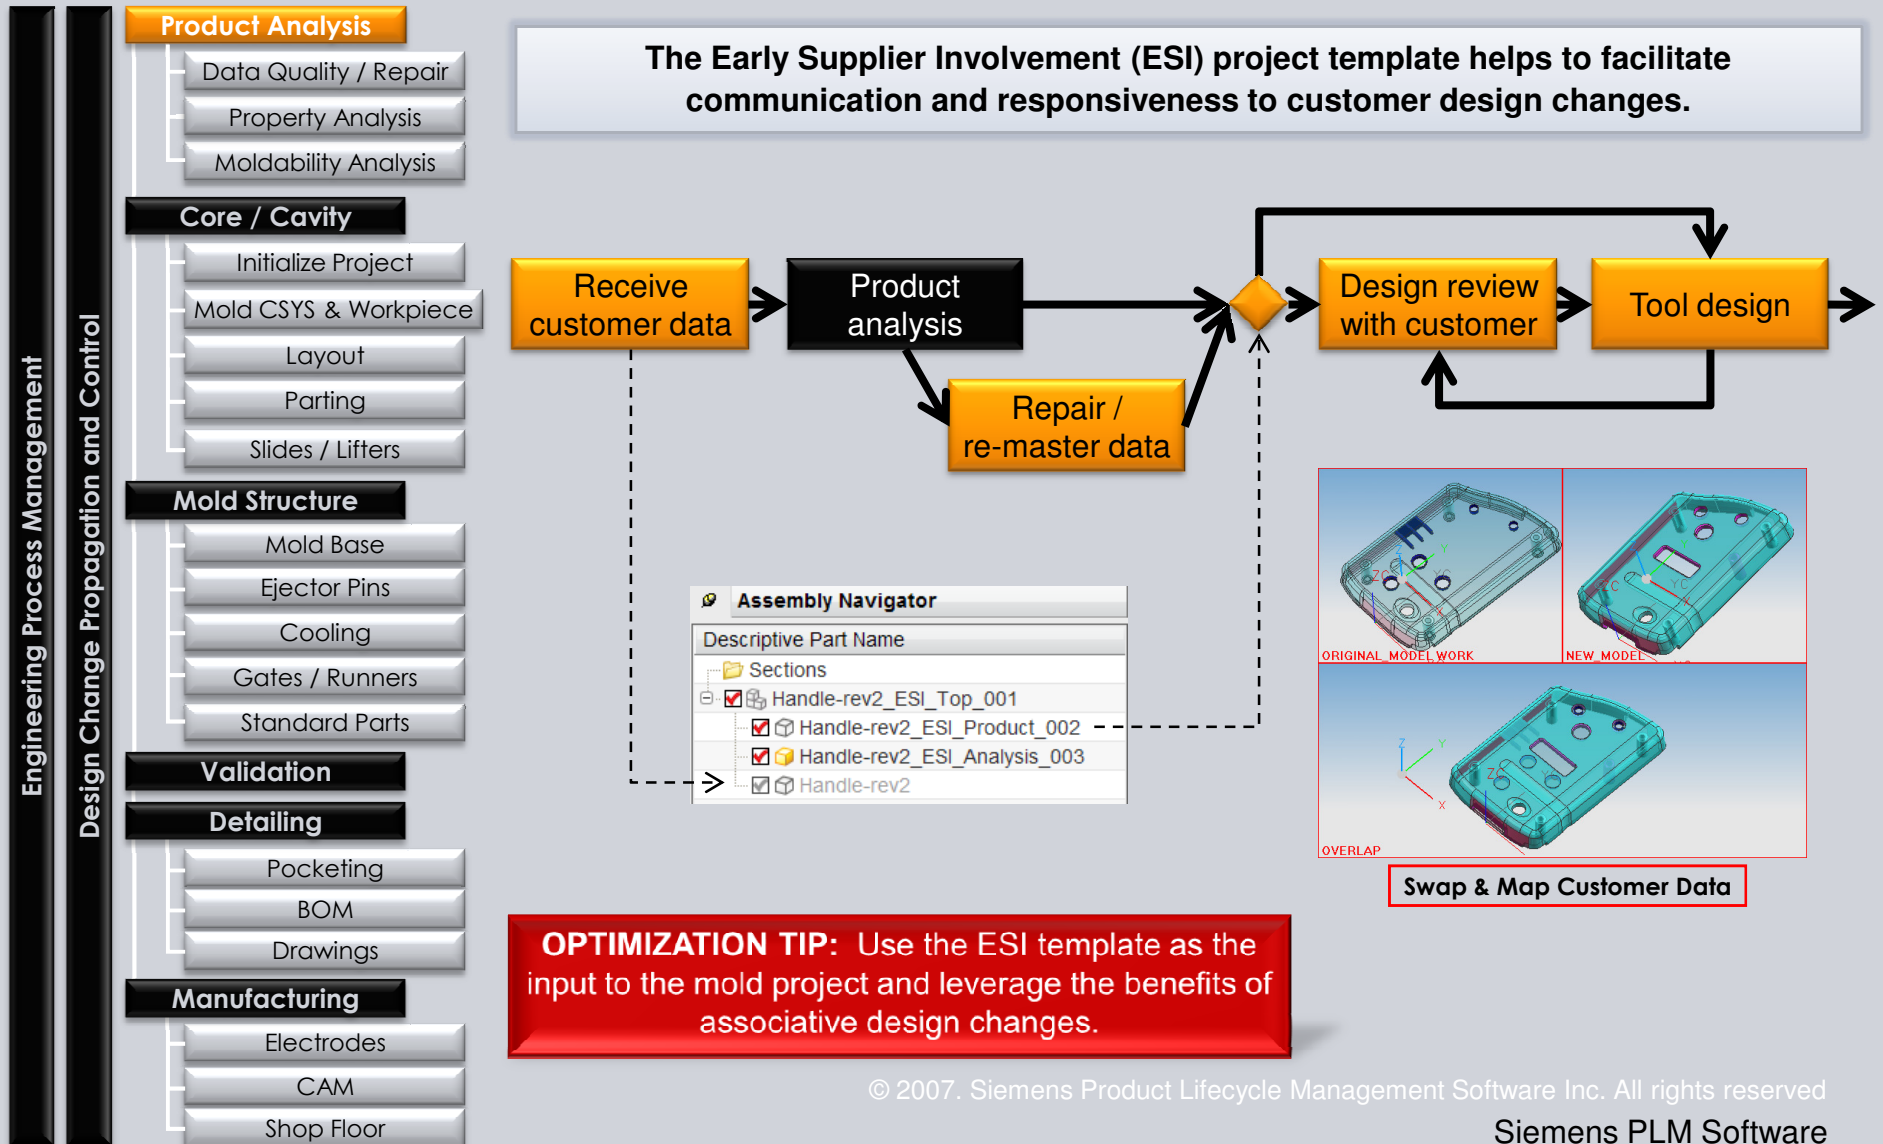 Engineering Process Management
Design Change Propagation and Control
Product Analysis
Data Quality / Repair
Property Analysis
Moldability Analysis
Core / Cavity
Initialize Project
Mold CSYS & Workpiece
Layout
Parting
Slides / Lifters
Mold Structure
Mold Base
Ejector Pins
Cooling
Gates / Runners
Standard Parts
Validation
Detailing
Pocketing
BOM
Drawings
Manufacturing
Electrodes
CAM
Shop Floor
The Early Supplier Involvement (ESI) project template helps to facilitate
communication and responsiveness to customer design changes.
Receive
customer data
Product
analysis
Repair /
re-master data
Design review
with customer
Tool design
Assembly Navigator
Descriptive Part Name
Sections
Handle-rev2_ESI_Top_001
Handle-rev2_ESI_Product_002
Handle-rev2_ESI_Analysis_003
Handle-rev2
Z
Y
ZC
YC
X
ORIGINAL_MODEL WORK
Y
ZC
YC
X
NEW_MODEL
Z
Y
X
ZC
OVERLAP
Swap & Map Customer Data
OPTIMIZATION TIP: Use the ESI template as the
input to the mold project and leverage the benefits of
associative design changes.
© 2007. Siemens Product Lifecycle Management Software Inc. All rights reserved
Siemens PLM Software